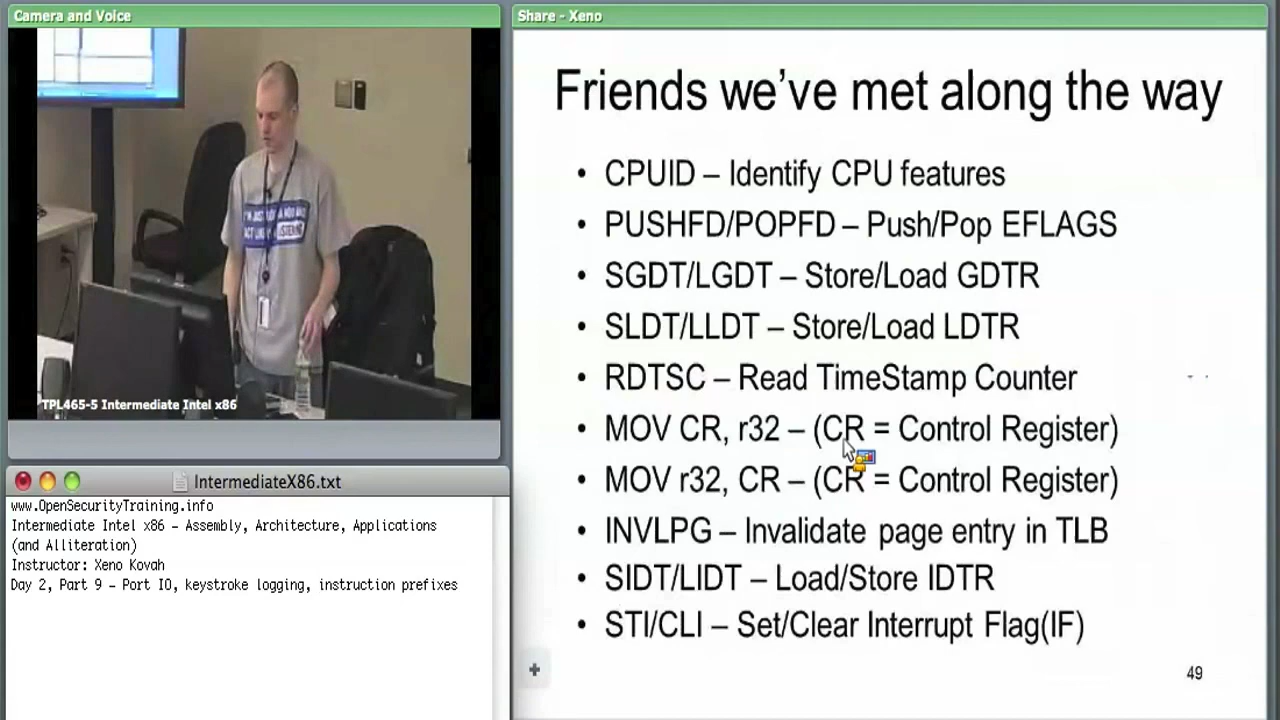 Camera and Voice
TPL465-5 Intermediate Intel x86
IntermediateX86.txt
www.OpenSecurityTraining.info
Intermediate Intel x86 – Assembly, Architecture, Applications
(and Alliteration)
Instructor: Xeno Kovah
Day 2, Part 9 – Port IO, keystroke logging, instruction prefixes
Share - Xeno
Friends we've met along the way
• CPUID – Identify CPU features
• PUSHFD/POPFD – Push/Pop EFLAGS
• SGDT/LGDT – Store/Load GDTR
• SLDT/LLDT – Store/Load LDTR
• RDTSC – Read TimeStamp Counter
• MOV CR, r32 – (CR = Control Register)
• MOV r32, CR – (CR = Control Register)
• INVLPG – Invalidate page entry in TLB
• SIDT/LIDT – Load/Store IDTR
• STI/CLI – Set/Clear Interrupt Flag(IF)
49